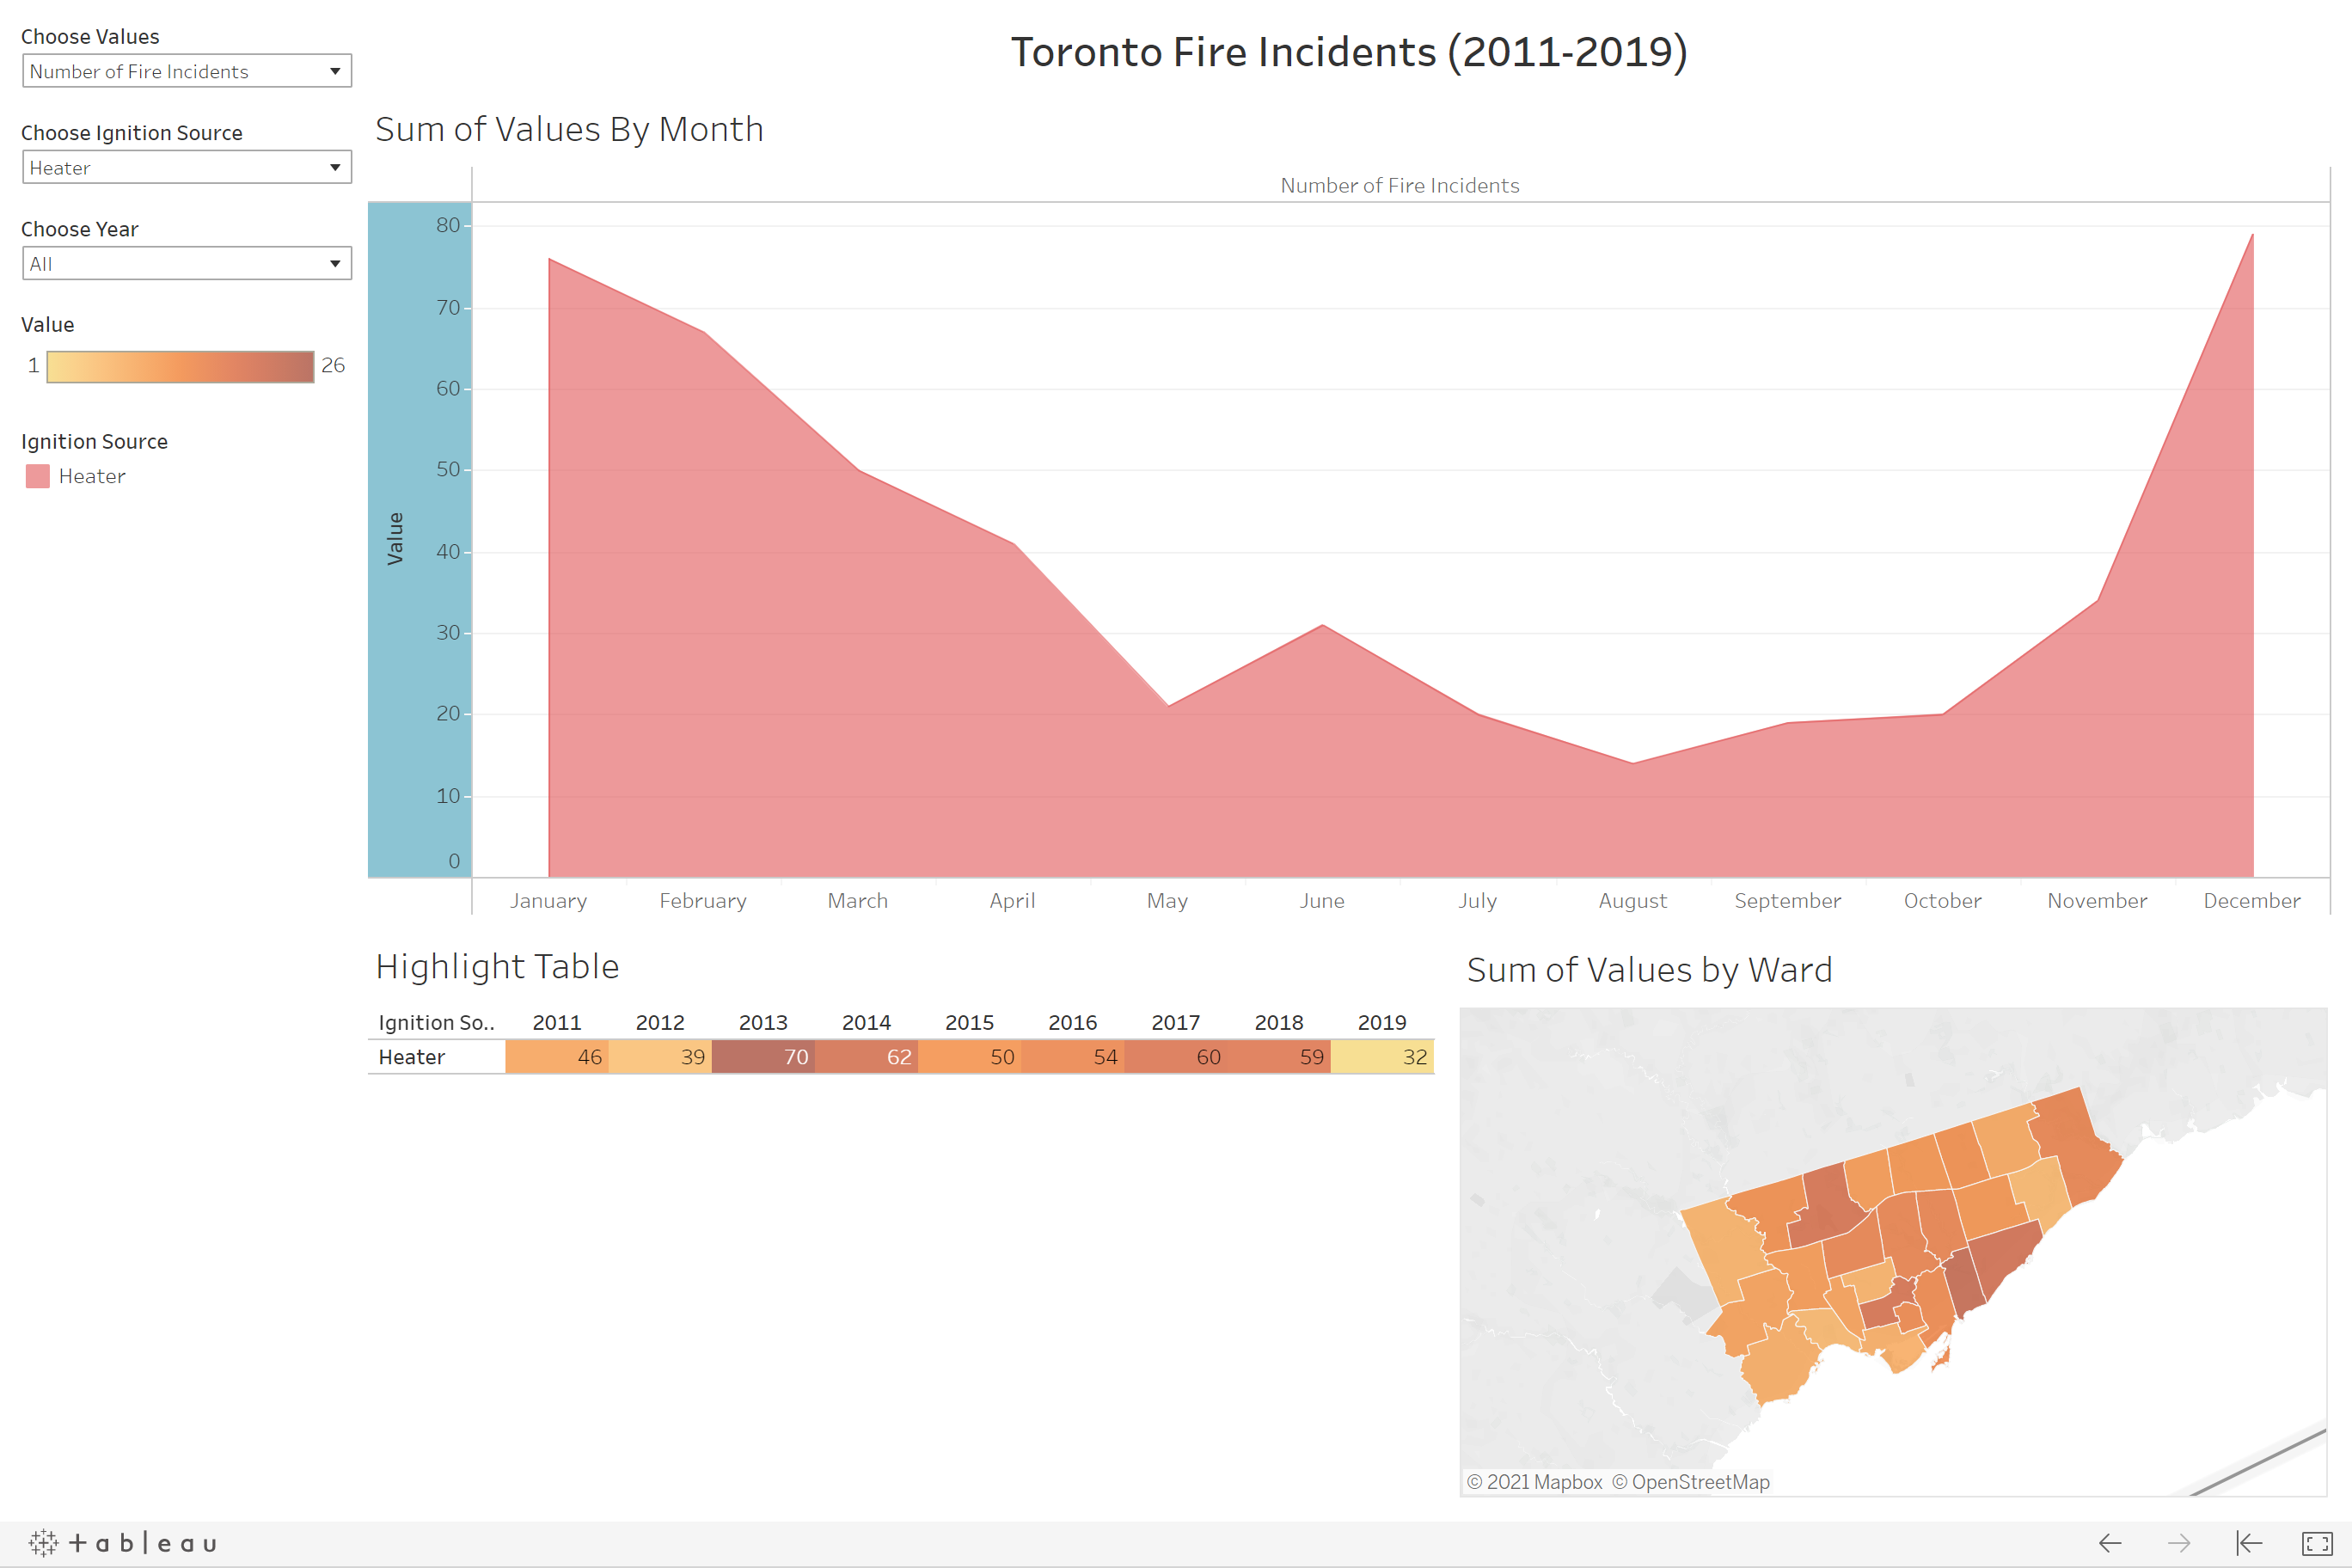 Toronto Fire Incidents (2011-2019)
Choose Values
Number of Fire Incidents
Choose Ignition Source
Heater
Choose Year
All
Value
1 26
Ignition Source
Heater
Sum of Values By Month
Number of Fire Incidents
Value
80
70
60
50
40
30
20
10
0
January February March April May June July August September October November December
Highlight Table
Ignition So.. 2011 2012 2013 2014 2015 2016 2017 2018 2019
Heater 46 39 70 62 50 54 60 59 32
Sum of Values by Ward
© 2021 Mapbox © OpenStreetMap
+ a b l e a u